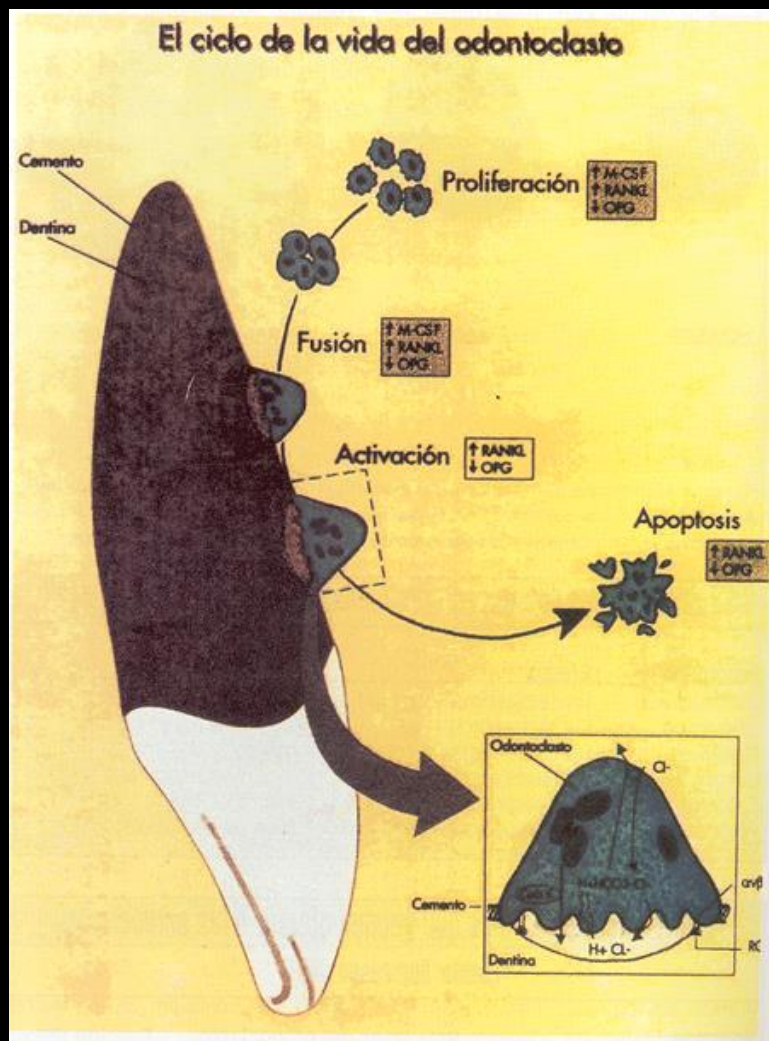 El ciclo de la vida del odontoclasto
Cemento
Dentina
Proliferación
↑ M-CSF
↑ RANKL
↓ OPG
Fusión
↑ M-CSF
↑ RANKL
↓ OPG
Activación
↑ RANKL
↓ OPG
Apoptosis
↑ RANKL
↓ OPG
Odontoclasto
Cl-
Cemento
ανβ
RC
H+ CL-
Dentina